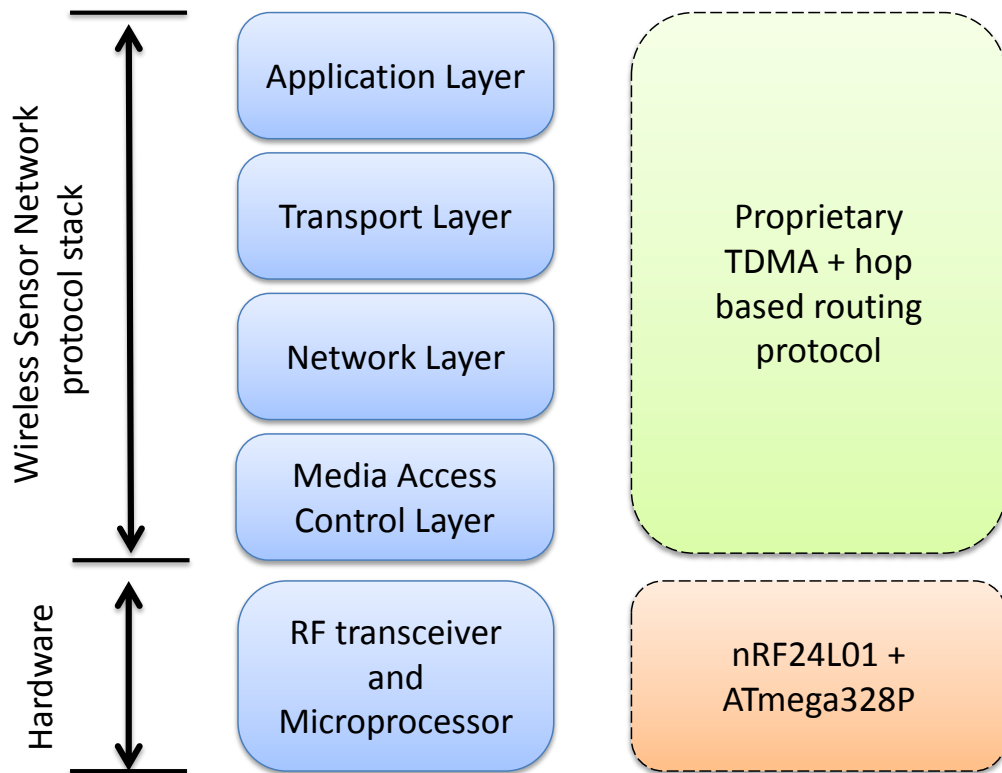 Wireless Sensor Network
protocol stack
Application Layer
Transport Layer
Network Layer
Media Access
Control Layer
Proprietary
TDMA + hop
based routing
protocol
Hardware
RF transceiver
and
Microprocessor
nRF24L01 +
ATmega328P